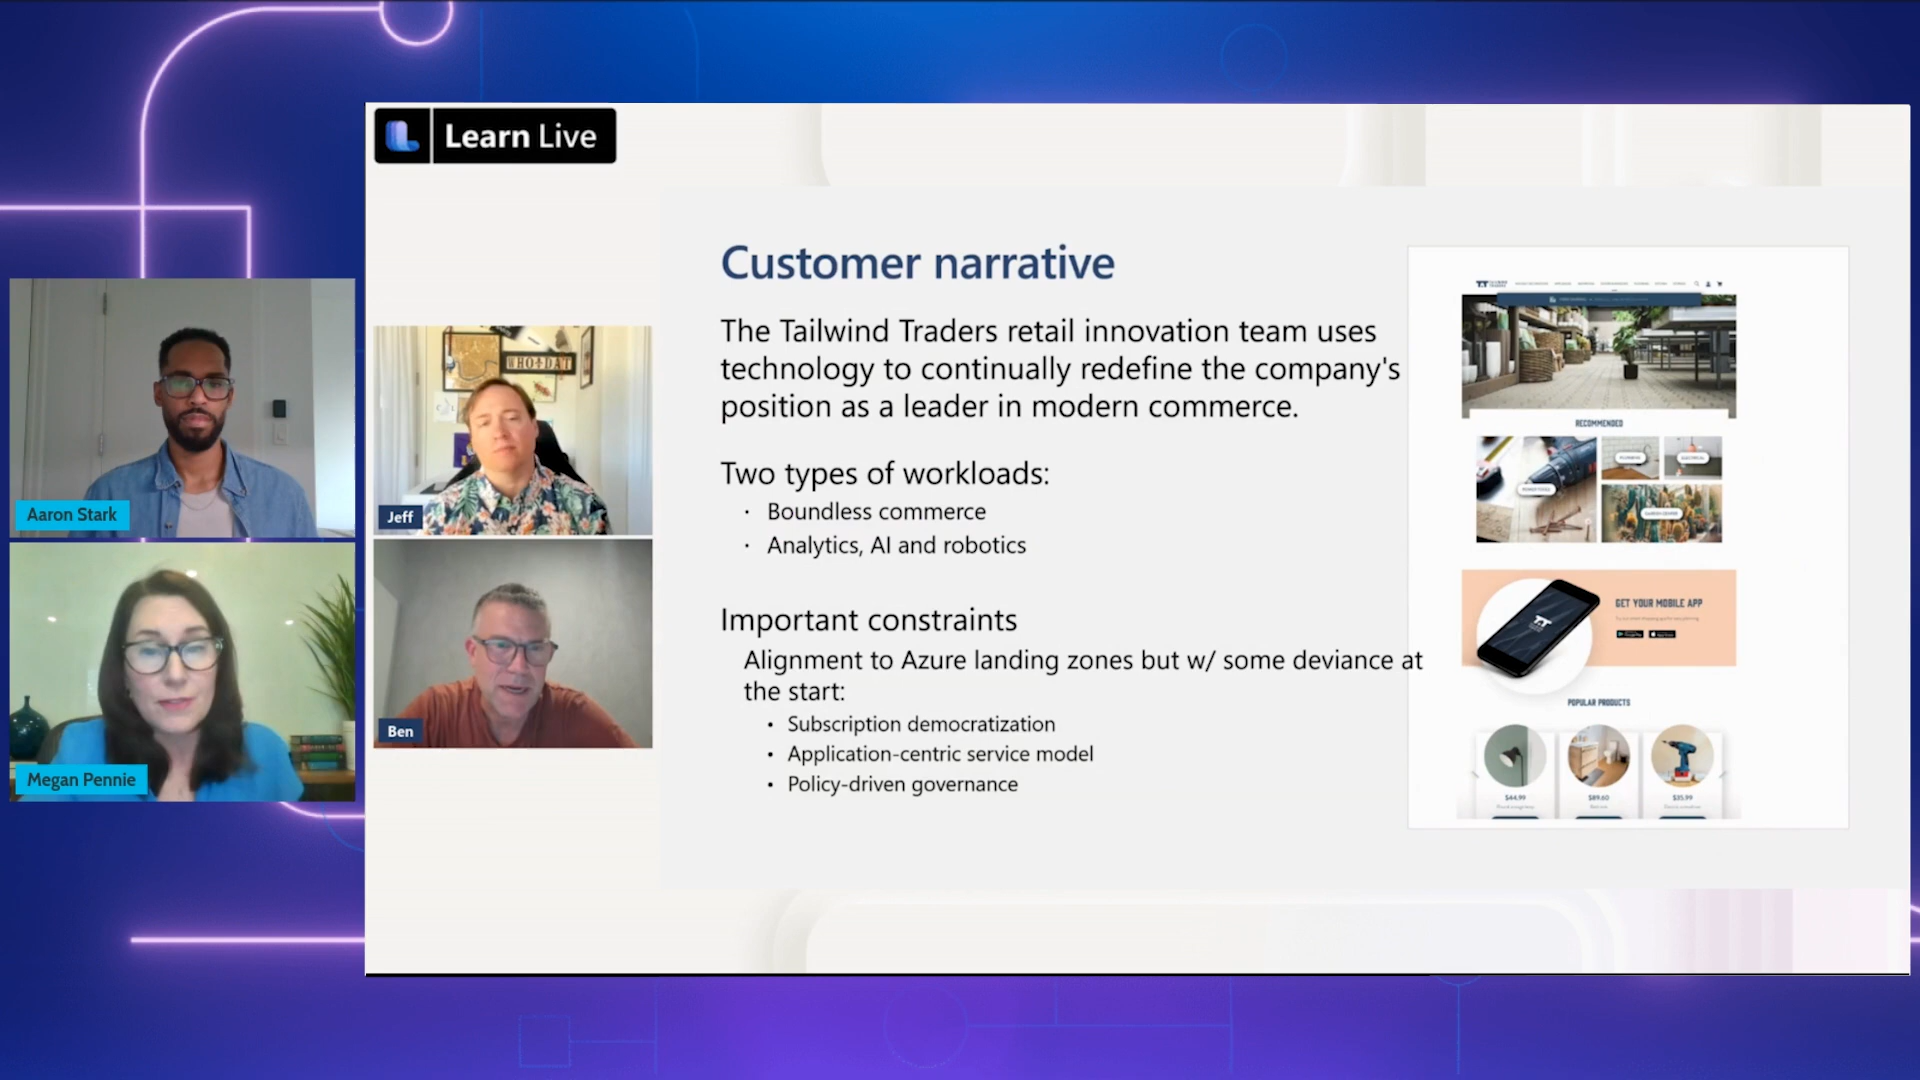 Learn Live
WHO DAT
Aaron Stark
Megan Pennie
Jeff
Ben
Customer narrative
The Tailwind Traders retail innovation team uses
technology to continually redefine the company's
position as a leader in modern commerce.
Two types of workloads:
· Boundless commerce
· Analytics, AI and robotics
Important constraints
Alignment to Azure landing zones but w/ some deviance at
the start:
• Subscription democratization
• Application-centric service model
• Policy-driven governance
RECOMMENDED
GET YOUR MOBILE APP
POPULAR PRODUCTS
$44.99
$89.60
$35.99